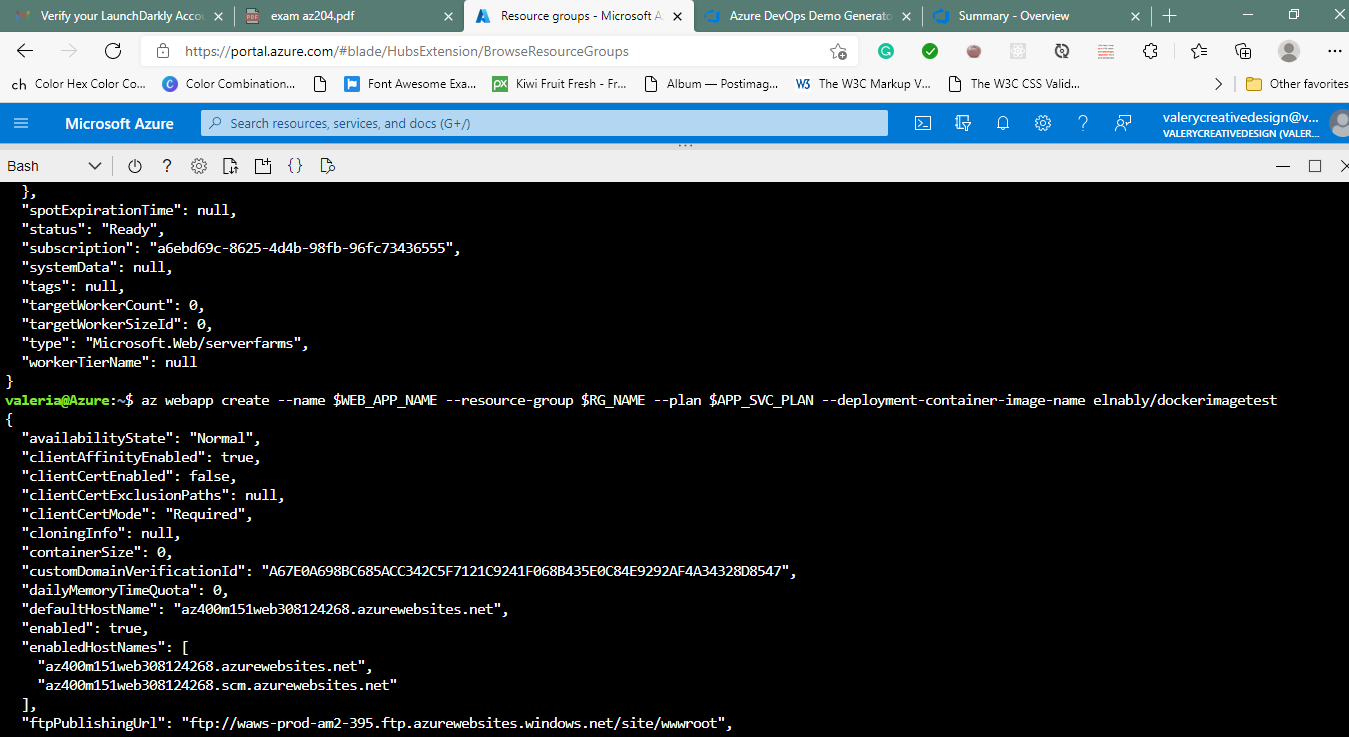 Verify your LaunchDarkly Accou
exam az204.pdf
Resource groups - Microsoft A
Azure DevOps Demo Generato
Summary - Overview
https://portal.azure.com/#blade/HubsExtension/BrowseResourceGroups
ch Color Hex Color Co...
Color Combination...
Font Awesome Exa...
px Kiwi Fruit Fresh - Fr...
Album — Postimag...
W3 The W3C Markup V...
The W3C CSS Valid...
Other favorites
Microsoft Azure
Search resources, services, and docs (G+/)
valerycreativedesign@v...
VALERYCREATIVEDESIGN (VALER...
Bash
},
"spotExpirationTime": null,
"status": "Ready",
"subscription": "a6ebd69c-8625-4d4b-98fb-96fc73436555",
"systemData": null,
"tags": null,
"targetWorkerCount": 0,
"targetWorkerSizeId": 0,
"type": "Microsoft.Web/serverfarms",
"workerTierName": null
}
valeria@Azure:~$ az webapp create --name $WEB_APP_NAME --resource-group $RG_NAME --plan $APP_SVC_PLAN --deployment-container-image-name elnably/dockerimagetest
{
"availabilityState": "Normal",
"clientAffinityEnabled": true,
"clientCertEnabled": false,
"clientCertExclusionPaths": null,
"clientCertMode": "Required",
"cloningInfo": null,
"containerSize": 0,
"customDomainVerificationId": "A67E0A698BC685ACC342C5F7121C9241F068B435E0C84E9292AF4A34328D8547",
"dailyMemoryTimeQuota": 0,
"defaultHostName": "az400m151web308124268.azurewebsites.net",
"enabled": true,
"enabledHostNames": [
"az400m151web308124268.azurewebsites.net",
"az400m151web308124268.scm.azurewebsites.net"
],
"ftpPublishingUrl": "ftp://waws-prod-am2-395.ftp.azurewebsites.windows.net/site/wwwroot",